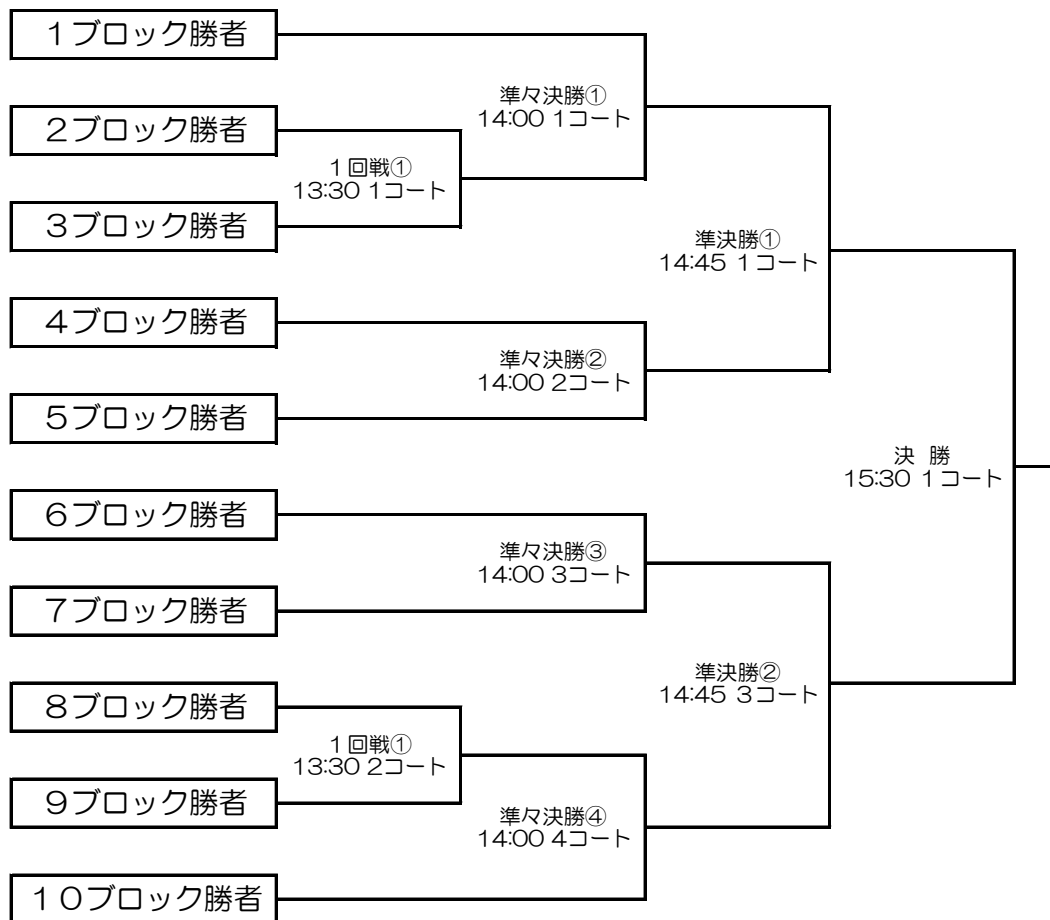 1ブロック勝者
準々決勝①
14:00 1コート
2ブロック勝者
1回戦①
13:30 1コート
3ブロック勝者
準決勝①
14:45 1コート
4ブロック勝者
準々決勝②
14:00 2コート
5ブロック勝者
決 勝
15:30 1コート
6ブロック勝者
準々決勝③
14:00 3コート
7ブロック勝者
準決勝②
14:45 3コート
8ブロック勝者
1回戦①
13:30 2コート
9ブロック勝者
準々決勝④
14:00 4コート
10ブロック勝者